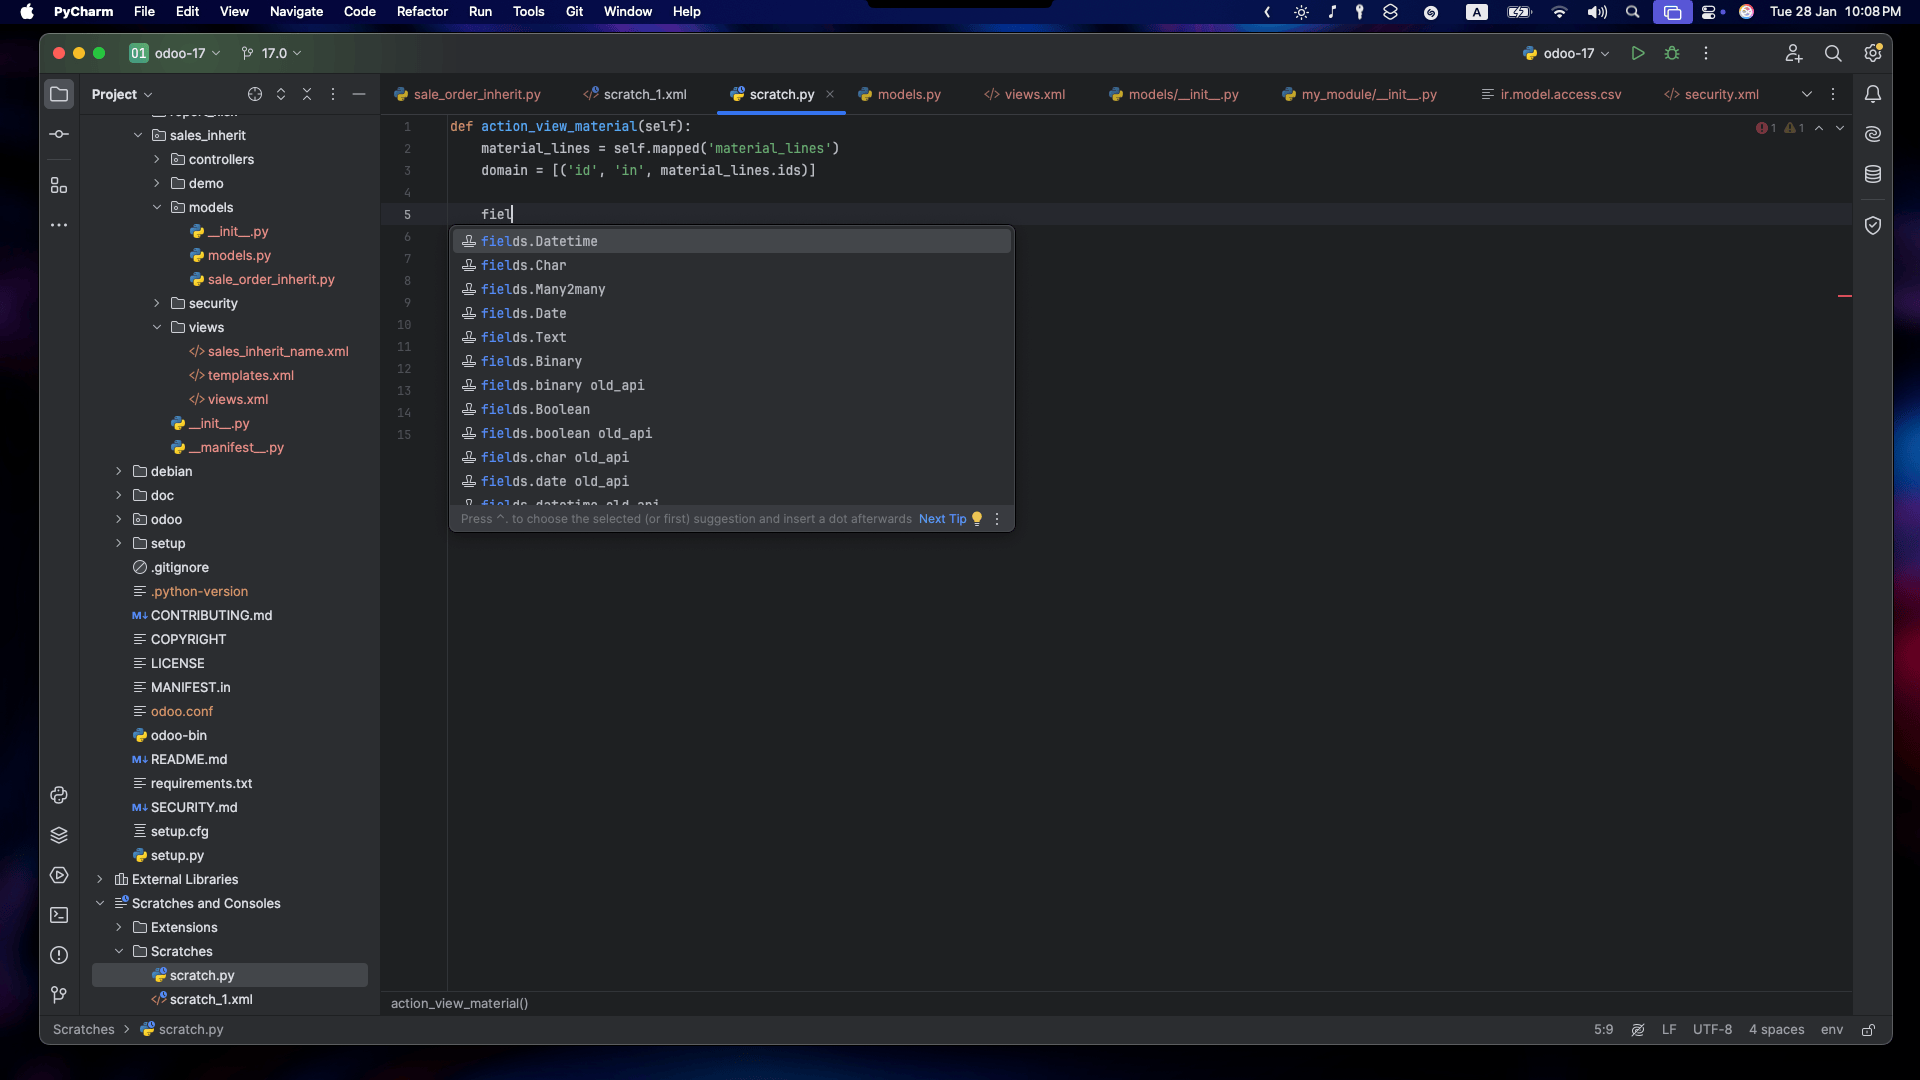 PyCharm File Edit View Navigate Code Refactor Run Tools Git Window Help A Tue 28 Jan 10:08 PM
01 odoo-17 17.0 odoo-17
Project
sale_order_inherit.py scratch_1.xml scratch.py models.py views.xml models/__init__.py my_module/__init__.py ir.model.access.csv security.xml
sales_inherit
controllers
demo
models
__init__.py
models.py
sale_order_inherit.py
security
views
sales_inherit_name.xml
templates.xml
views.xml
__init__.py
__manifest__.py
debian
doc
odoo
setup
.gitignore
.python-version
M↓ CONTRIBUTING.md
COPYRIGHT
LICENSE
MANIFEST.in
odoo.conf
odoo-bin
M↓ README.md
requirements.txt
M↓ SECURITY.md
setup.cfg
setup.py
External Libraries
Scratches and Consoles
Extensions
Scratches
scratch.py
scratch_1.xml
1 def action_view_material(self):
2 material_lines = self.mapped('material_lines')
3 domain = [('id', 'in', material_lines.ids)]
4
5 fiel
6
7
8
9
10
11
12
13
14
15
1 1
fields.Datetime
fields.Char
fields.Many2many
fields.Date
fields.Text
fields.Binary
fields.binary old_api
fields.Boolean
fields.boolean old_api
fields.char old_api
fields.date old_api
fields.datetime old_api
Press ^. to choose the selected (or first) suggestion and insert a dot afterwards Next Tip
action_view_material()
Scratches > scratch.py 5:9 LF UTF-8 4 spaces env